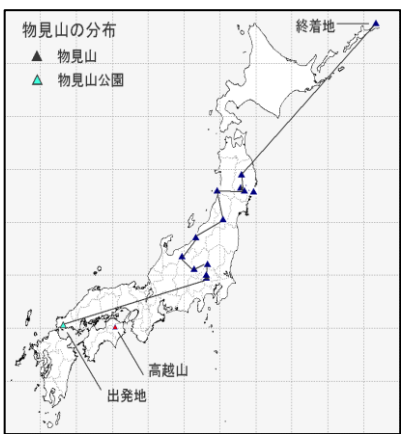 物見山の分布
物見山
物見山公園
終着地
高越山
出発地